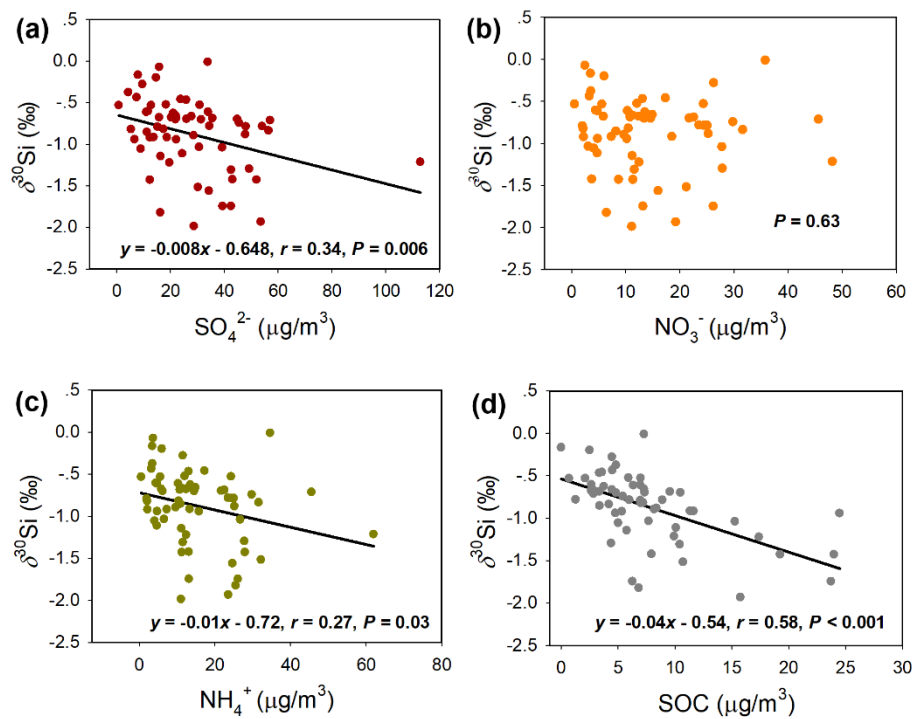 (a)
.5
0.0
-.5
-1.0
-1.5
-2.0
-2.5
δ³⁰Si (‰)
y = -0.008x - 0.648, r = 0.34, P = 0.006
0 20 40 60 80 100 120
SO₄²⁻ (μg/m³)
(b)
.5
0.0
-.5
-1.0
-1.5
-2.0
-2.5
δ³⁰Si (‰)
P = 0.63
0 10 20 30 40 50 60
NO₃⁻ (μg/m³)
(c)
.5
0.0
-.5
-1.0
-1.5
-2.0
-2.5
δ³⁰Si (‰)
y = -0.01x - 0.72, r = 0.27, P = 0.03
0 20 40 60 80
NH₄⁺ (μg/m³)
(d)
.5
0.0
-.5
-1.0
-1.5
-2.0
-2.5
δ³⁰Si (‰)
y = -0.04x - 0.54, r = 0.58, P < 0.001
0 5 10 15 20 25 30
SOC (μg/m³)